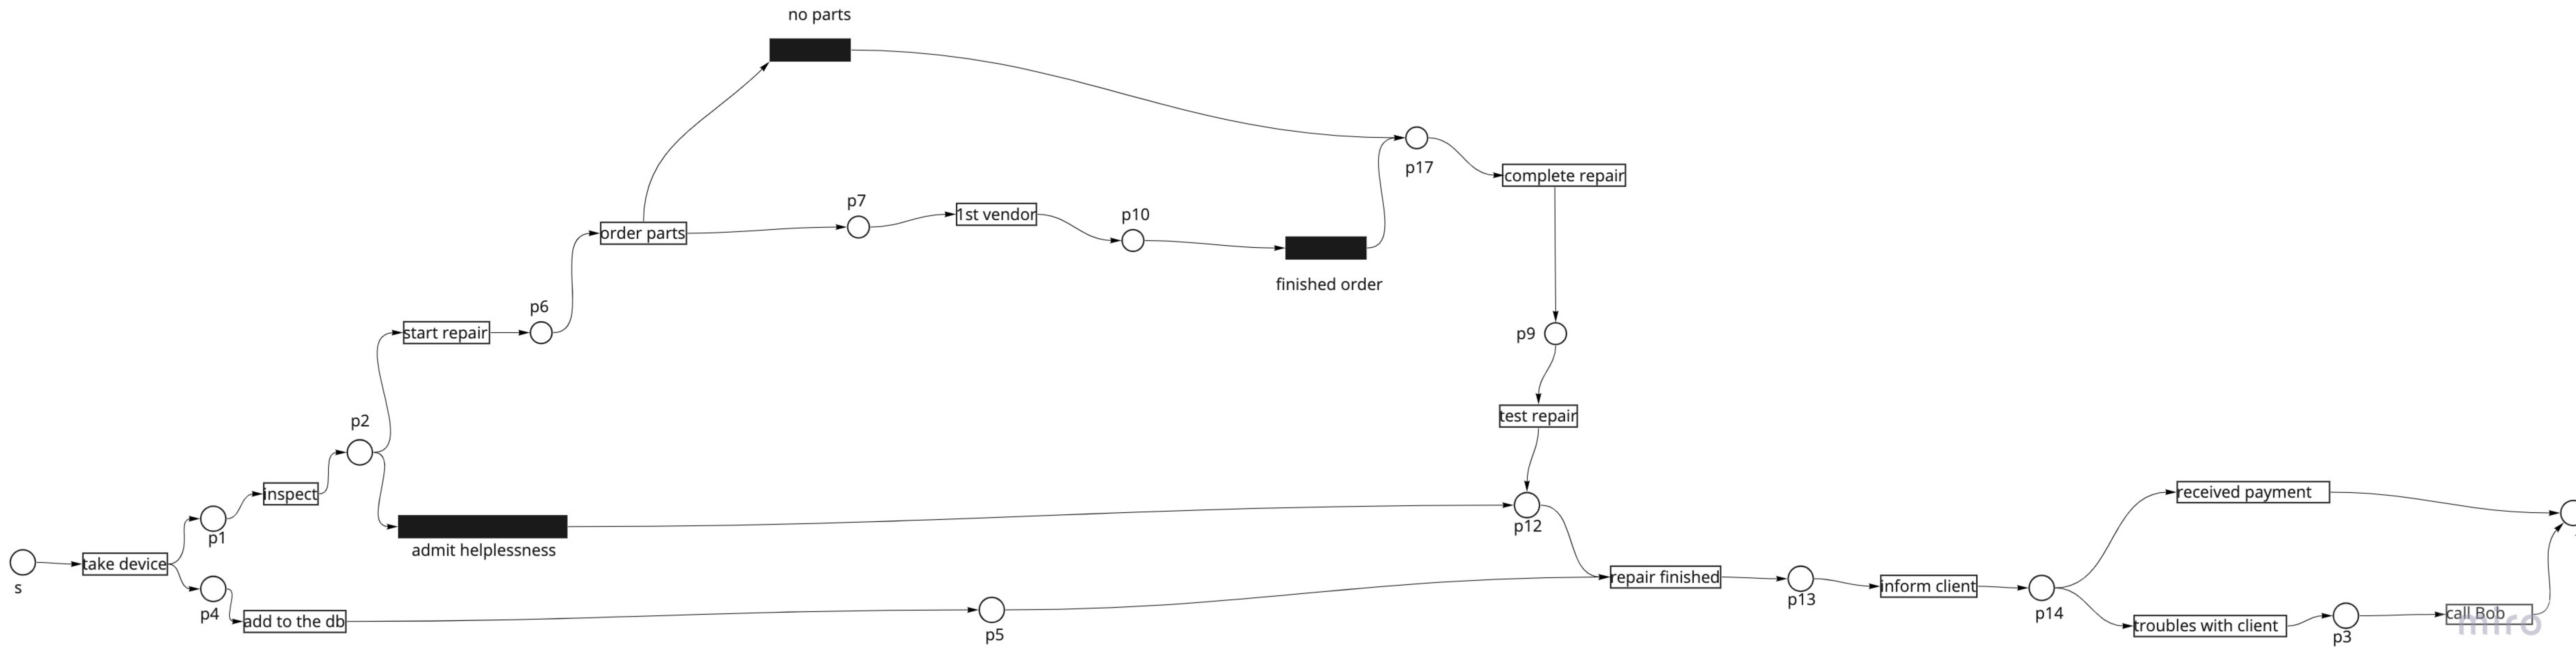 no parts
p17
complete repair
p7
1st vendor
p10
order parts
finished order
p6
start repair
p9
test repair
p2
inspect
received payment
p1
admit helplessness
p12
s
take device
p4
add to the db
p5
repair finished
p13
inform client
p14
troubles with client
p3
call Bob
miro